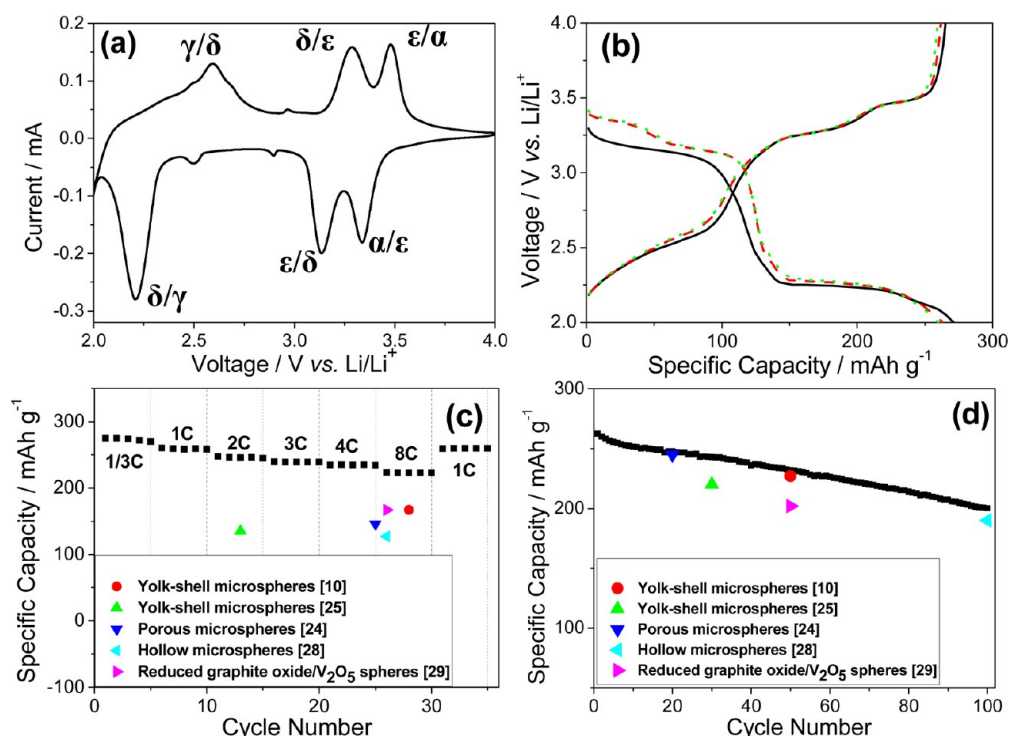 (a)
γ/δ
δ/ε
ε/α
δ/γ
ε/δ
α/ε
0.2
0.1
0.0
-0.1
-0.2
-0.3
Current / mA
2.0 2.5 3.0 3.5 4.0
Voltage / V vs. Li/Li⁺
(b)
4.0
3.5
3.0
2.5
2.0
Voltage / V vs. Li/Li⁺
0 100 200 300
Specific Capacity / mAh g⁻¹
(c)
1/3C
1C
2C
3C
4C
8C
1C
300
200
100
0
-100
Specific Capacity / mAh g⁻¹
Yolk-shell microspheres [10]
Yolk-shell microspheres [25]
Porous microspheres [24]
Hollow microspheres [28]
Reduced graphite oxide/V₂O₅ spheres [29]
0 10 20 30
Cycle Number
(d)
300
200
100
Specific Capacity / mAh g⁻¹
Yolk-shell microspheres [10]
Yolk-shell microspheres [25]
Porous microspheres [24]
Hollow microspheres [28]
Reduced graphite oxide/V₂O₅ spheres [29]
0 20 40 60 80 100
Cycle Number